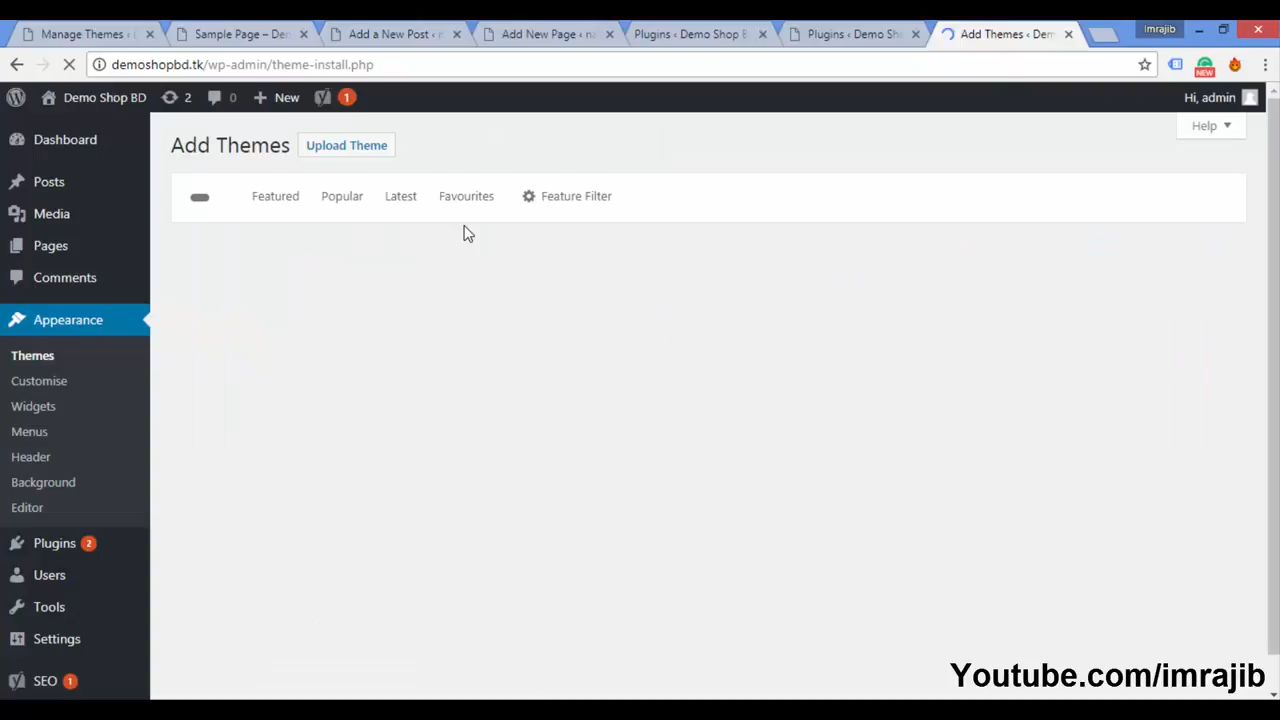 Manage Themes ‹
Sample Page – Den
Add a New Post ‹
Add New Page ‹ na
Plugins ‹ Demo Shop B
Plugins ‹ Demo Sh
Add Themes ‹ Dem
Imrajib
demoshopbd.tk/wp-admin/theme-install.php
NEW
Demo Shop BD
2
0
New
1
Hi, admin
Help
Dashboard
Posts
Media
Pages
Comments
Appearance
Themes
Customise
Widgets
Menus
Header
Background
Editor
Plugins 2
Users
Tools
Settings
SEO 1
Add Themes
Upload Theme
Featured
Popular
Latest
Favourites
Feature Filter
Youtube.com/imrajib